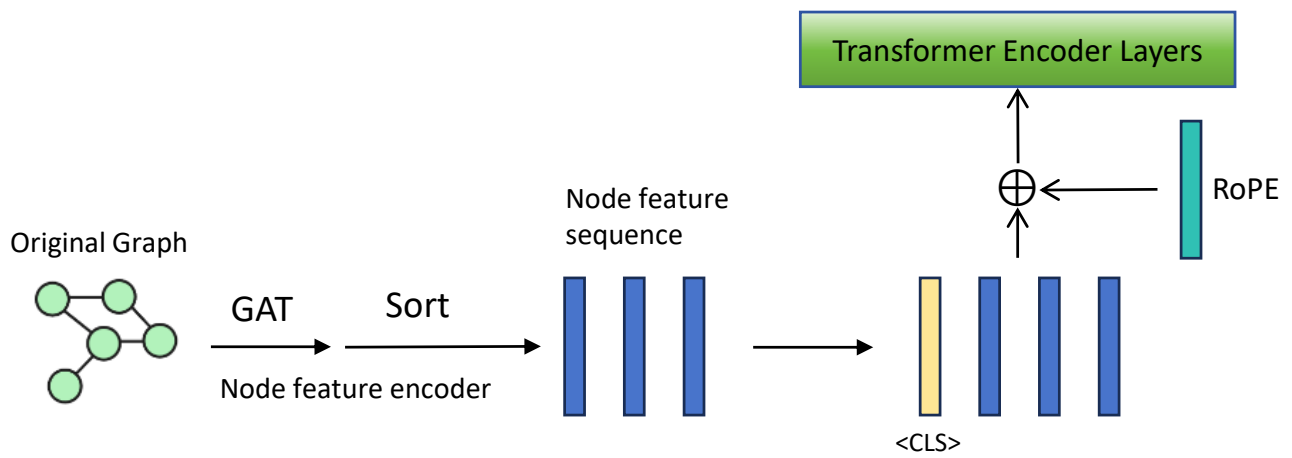 Transformer Encoder Layers
RoPE
Node feature
sequence
Original Graph
GAT
Sort
Node feature encoder
<CLS>